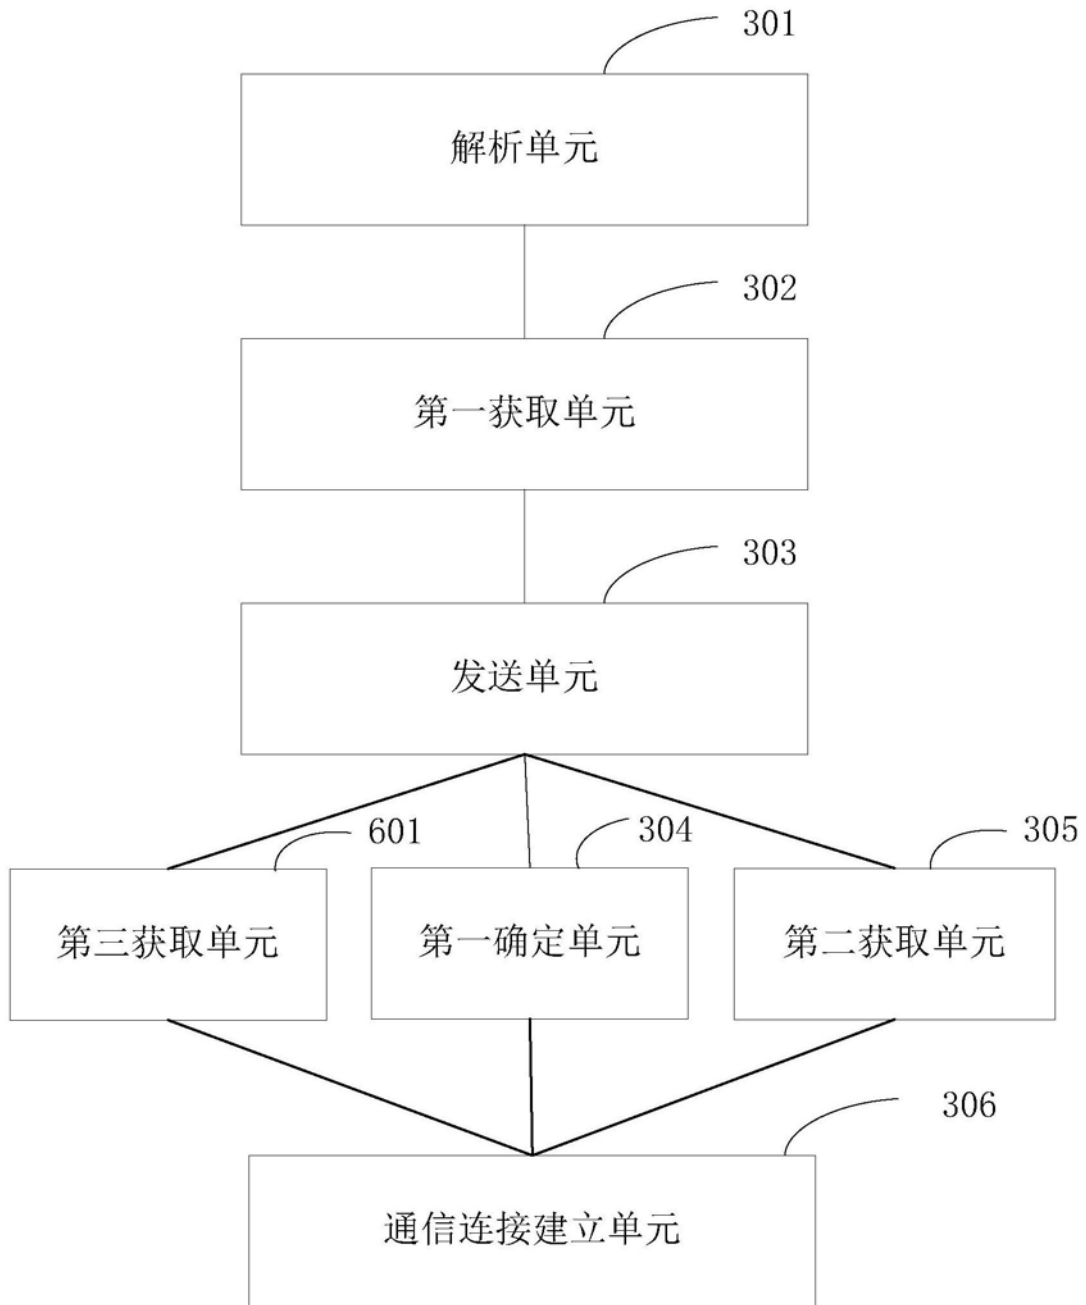 301
解析单元
302
第一获取单元
303
发送单元
601
304
305
第三获取单元
第一确定单元
第二获取单元
306
通信连接建立单元